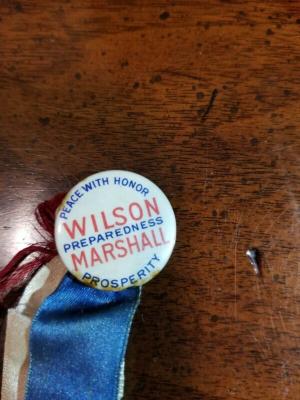 PEACE WITH HONOR
WILSON
PREPAREDNESS
MARSHALL
PROSPERITY